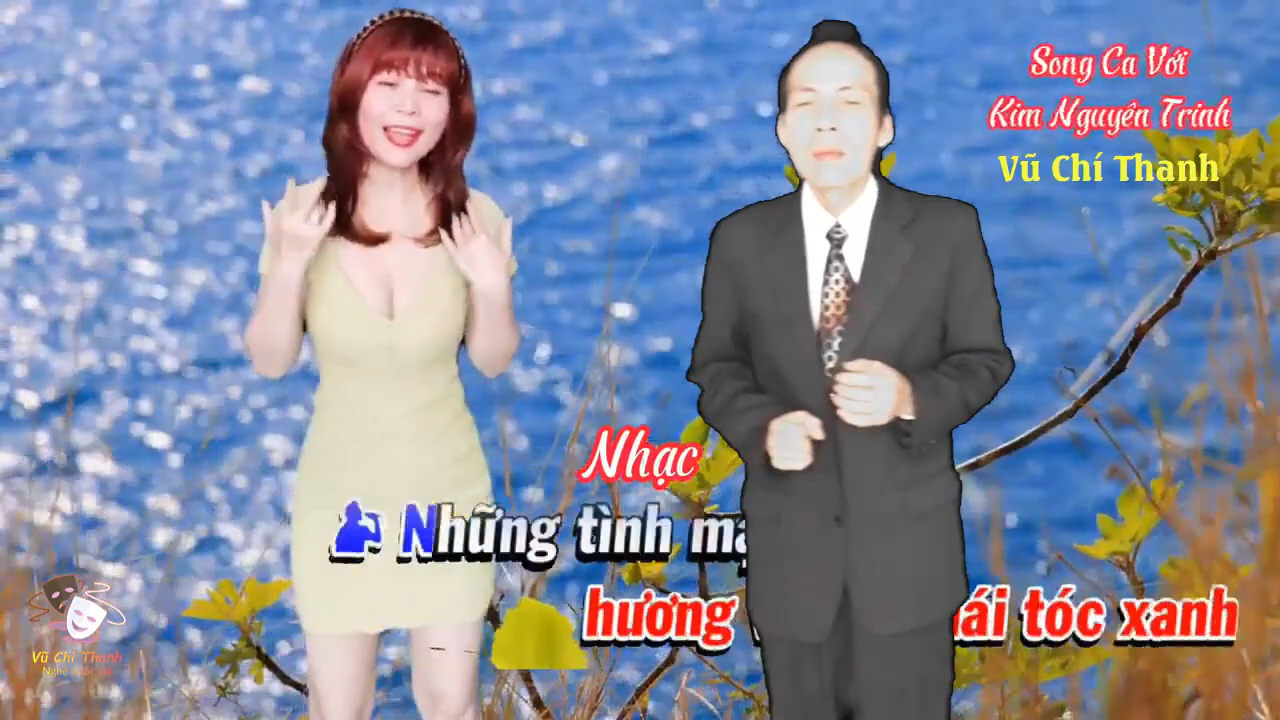 Song Ca Với
Kim Nguyên Trinh
Vũ Chí Thanh
Nhạc
Những tình
hương
tóc xanh
Vũ Chí Thanh